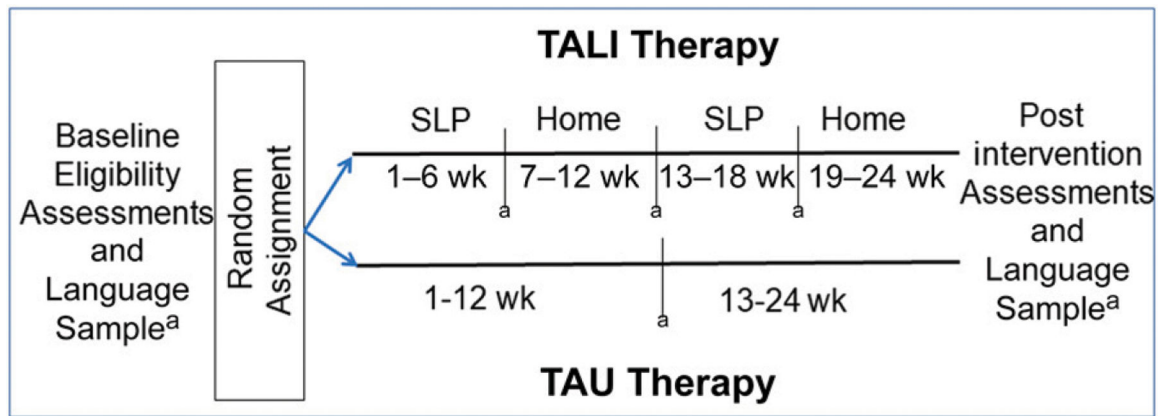 TALI Therapy
Baseline
Eligibility
Assessments
and
Language
Sampleᵃ
Random
Assignment
SLP Home SLP Home
1–6 wk 7–12 wk 13–18 wk 19–24 wk
a a a
1-12 wk 13-24 wk
a
TAU Therapy
Post
intervention
Assessments
and
Language
Sampleᵃ